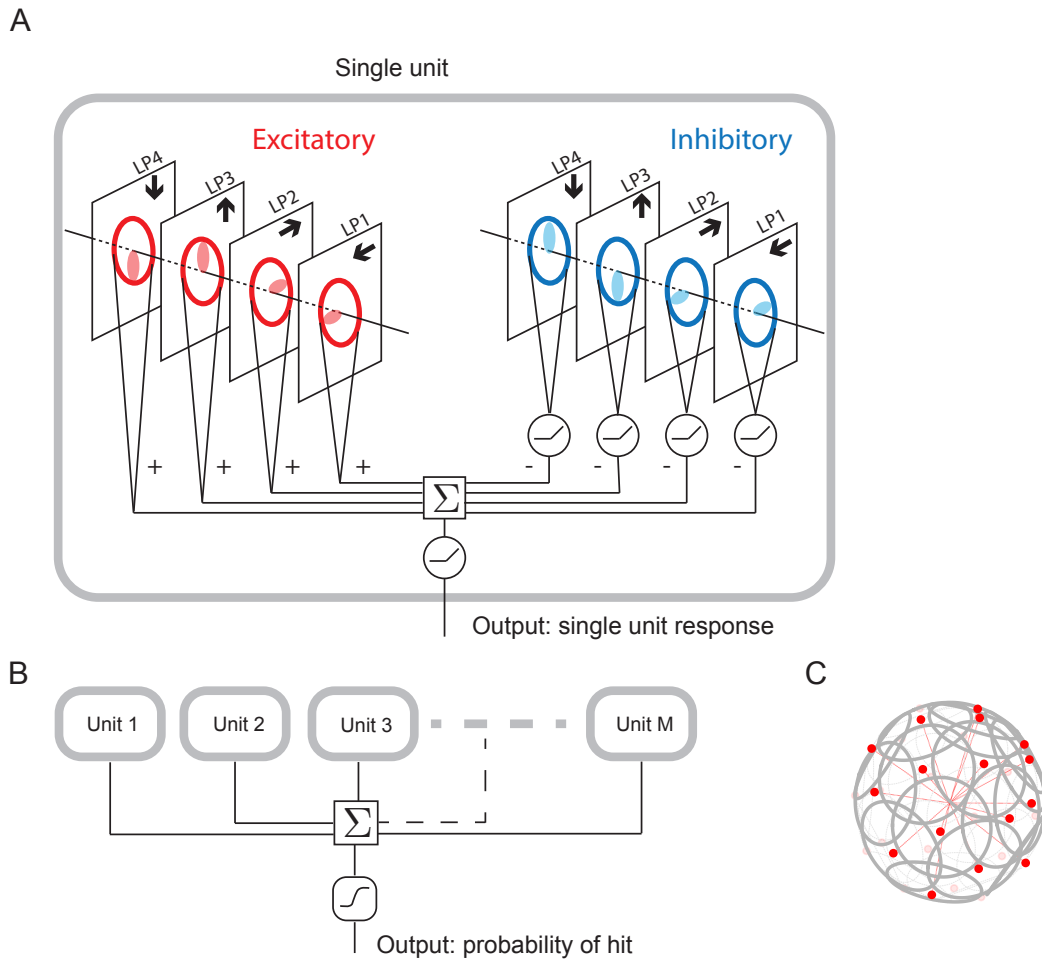 A
Single unit
Excitatory
Inhibitory
LP4
LP3
LP2
LP1
LP4
LP3
LP2
LP1
+ + + + - - - -
Σ
Output: single unit response
B
Unit 1
Unit 2
Unit 3
Unit M
Σ
Output: probability of hit
C